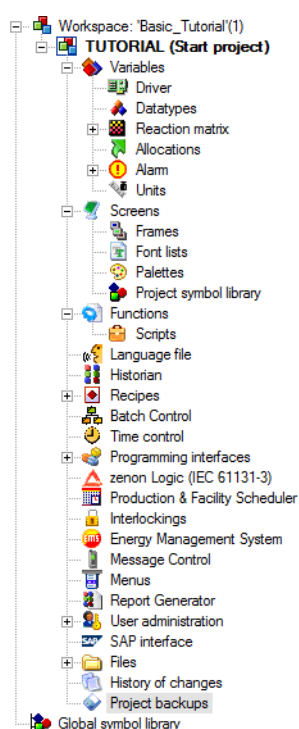 Workspace: 'Basic_Tutorial'(1)
TUTORIAL (Start project)
Variables
Driver
Datatypes
Reaction matrix
Allocations
Alarm
Units
Screens
Frames
Font lists
Palettes
Project symbol library
Functions
Scripts
Language file
Historian
Recipes
Batch Control
Time control
Programming interfaces
zenon Logic (IEC 61131-3)
Production & Facility Scheduler
Interlockings
EMS Energy Management System
Message Control
Menus
Report Generator
User administration
SAP SAP interface
Files
History of changes
Project backups
Global symbol library